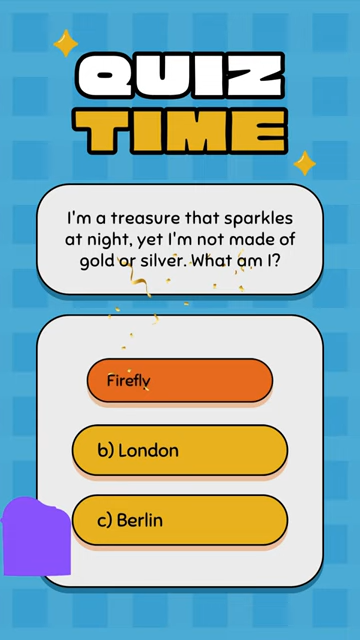 QUIZ
TIME
I'm a treasure that sparkles
at night, yet I'm not made of
gold or silver. What am I?
Firefly
b) London
c) Berlin